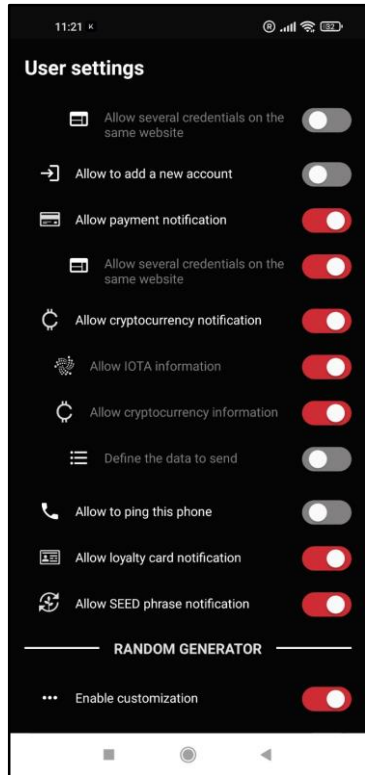 11:21 K
R 32
User settings
Allow several credentials on the
same website
Allow to add a new account
Allow payment notification
Allow several credentials on the
same website
Allow cryptocurrency notification
Allow IOTA information
Allow cryptocurrency information
Define the data to send
Allow to ping this phone
Allow loyalty card notification
Allow SEED phrase notification
RANDOM GENERATOR
Enable customization